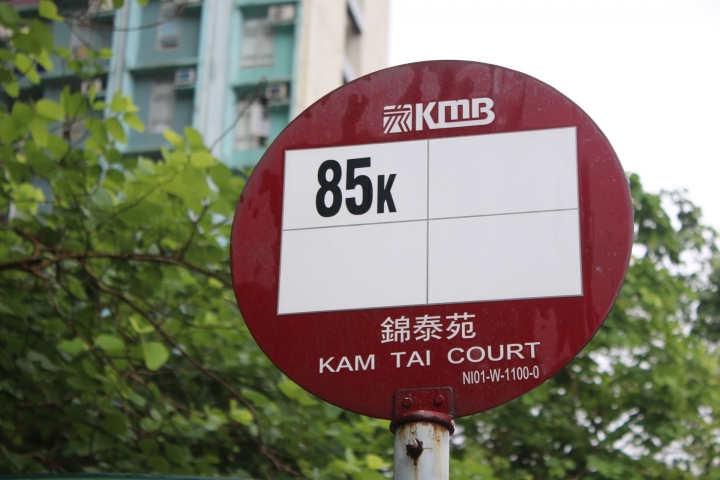 KMB
85K
錦泰苑
KAM TAI COURT
NI01-W-1100-0